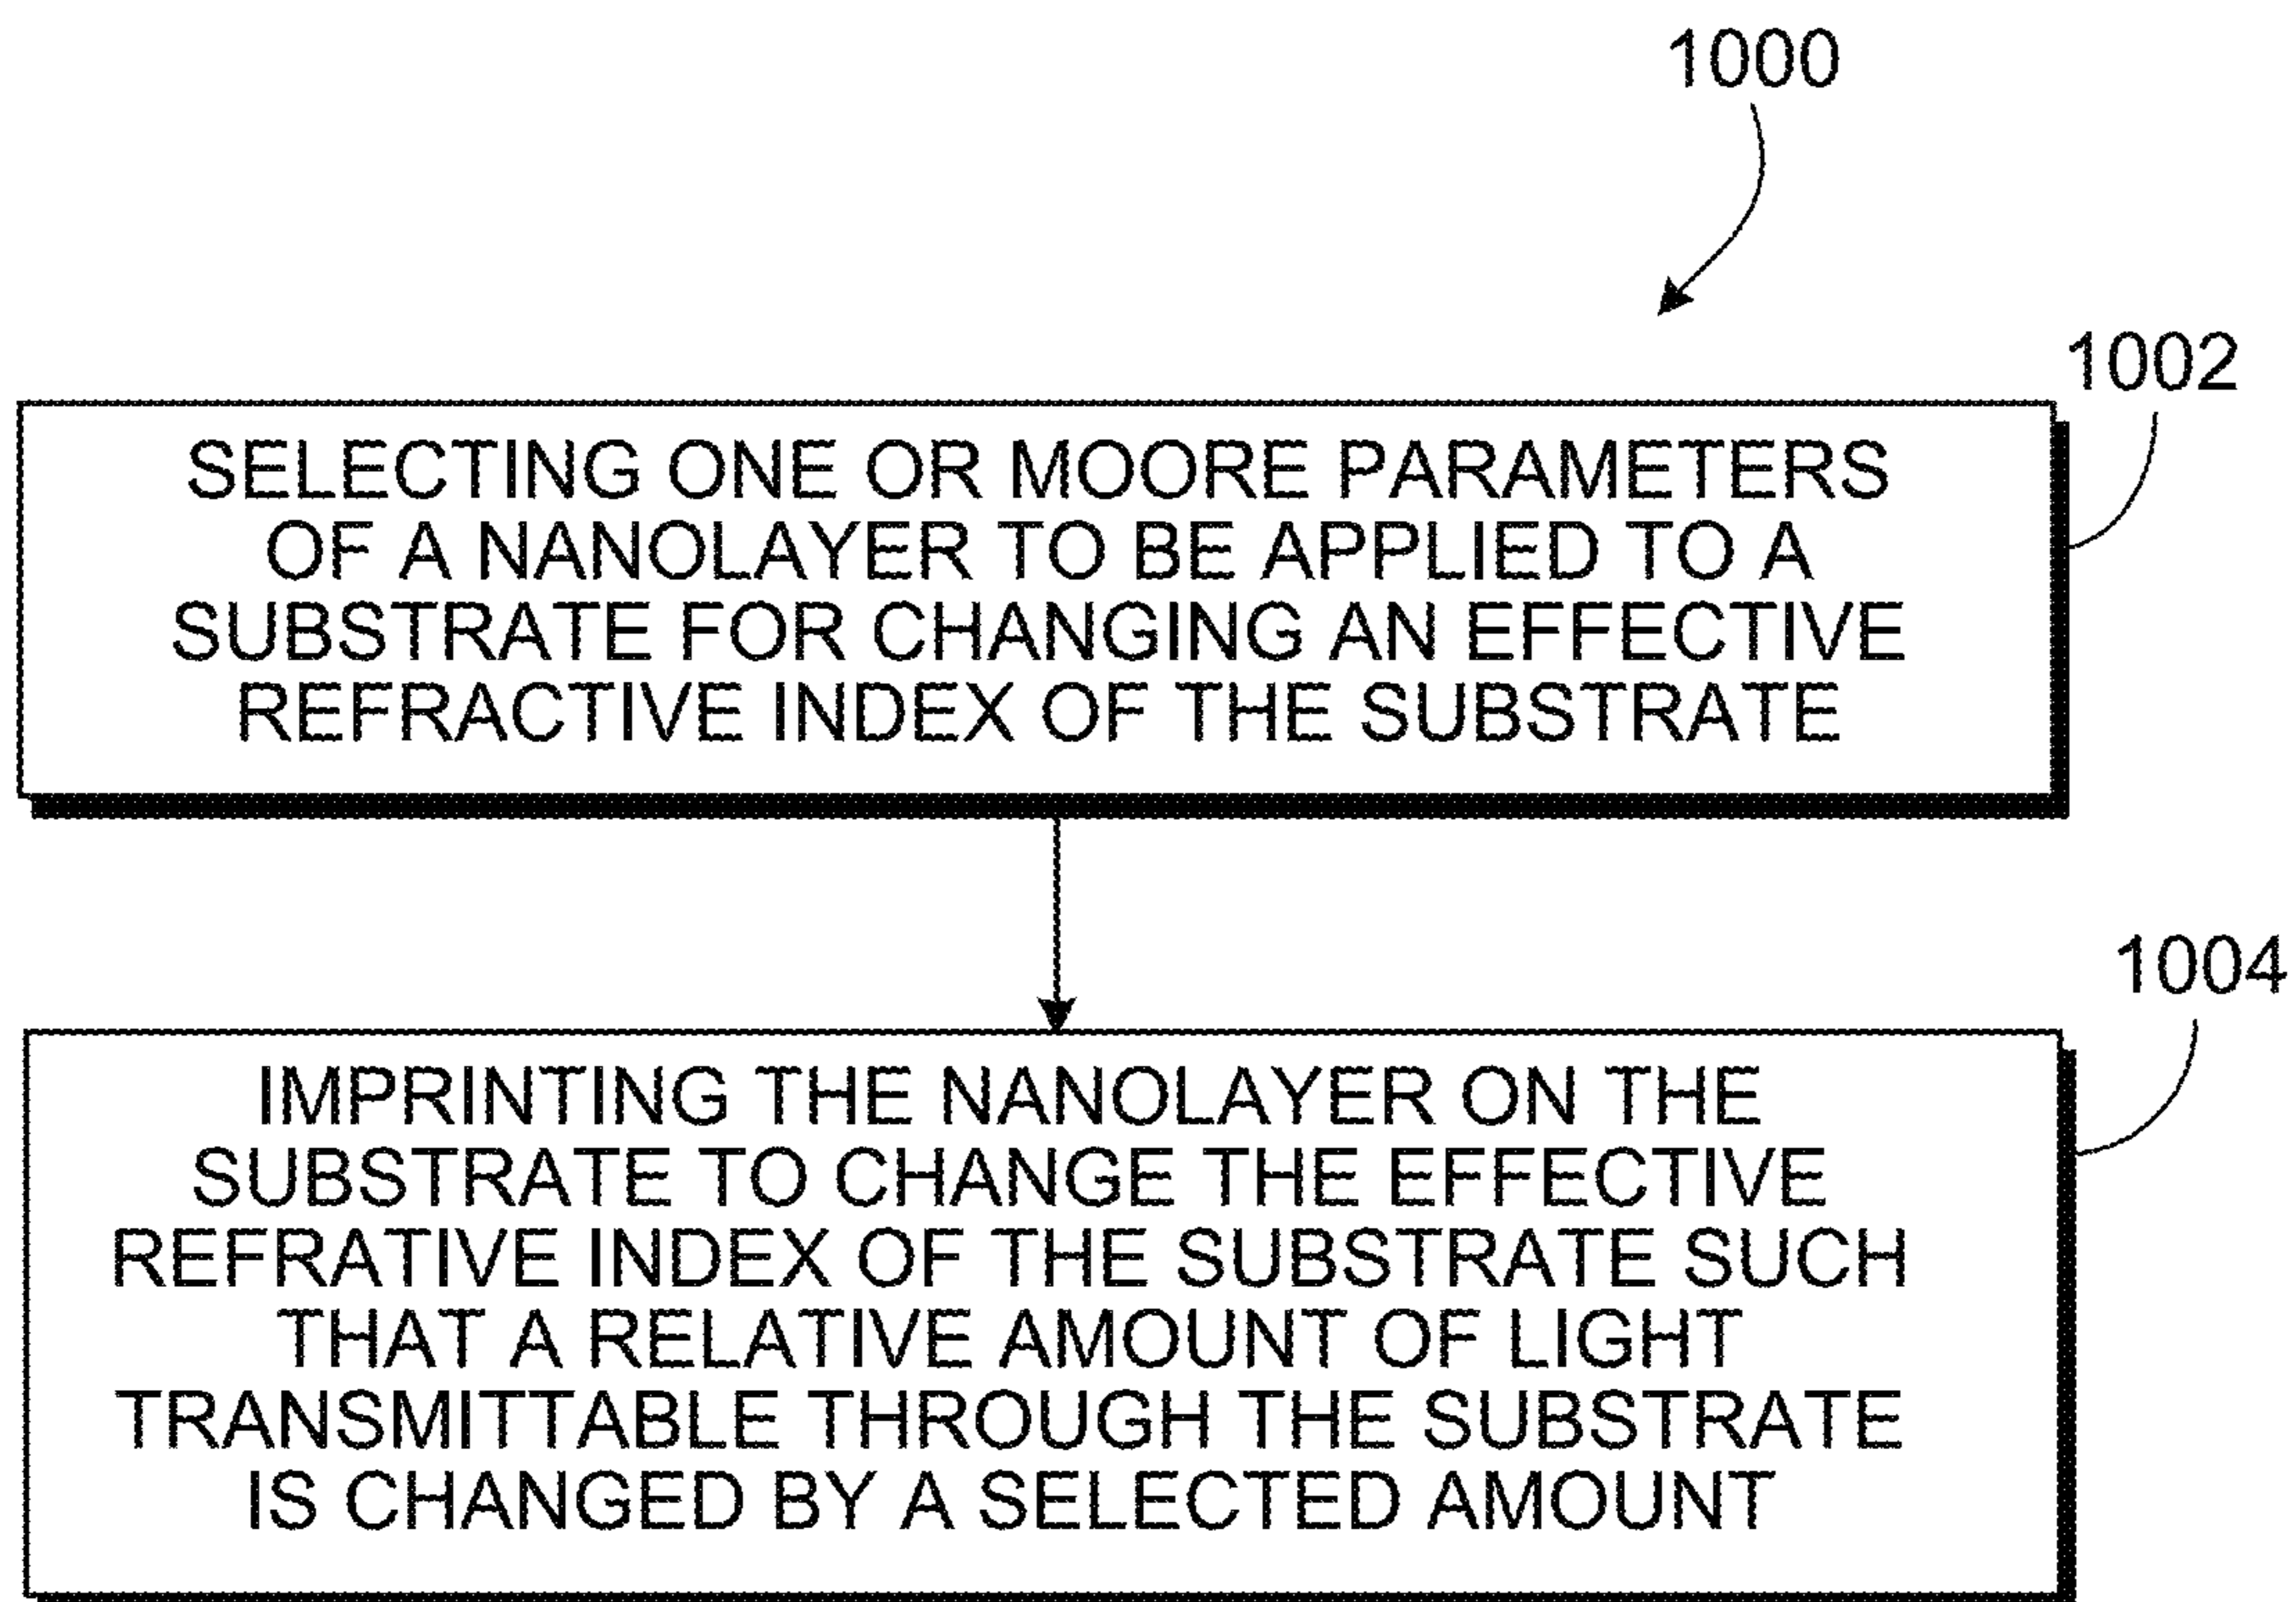 1000
1002
SELECTING ONE OR MOORE PARAMETERS
OF A NANOLAYER TO BE APPLIED TO A
SUBSTRATE FOR CHANGING AN EFFECTIVE
REFRACTIVE INDEX OF THE SUBSTRATE
1004
IMPRINTING THE NANOLAYER ON THE
SUBSTRATE TO CHANGE THE EFFECTIVE
REFRATIVE INDEX OF THE SUBSTRATE SUCH
THAT A RELATIVE AMOUNT OF LIGHT
TRANSMITTABLE THROUGH THE SUBSTRATE
IS CHANGED BY A SELECTED AMOUNT